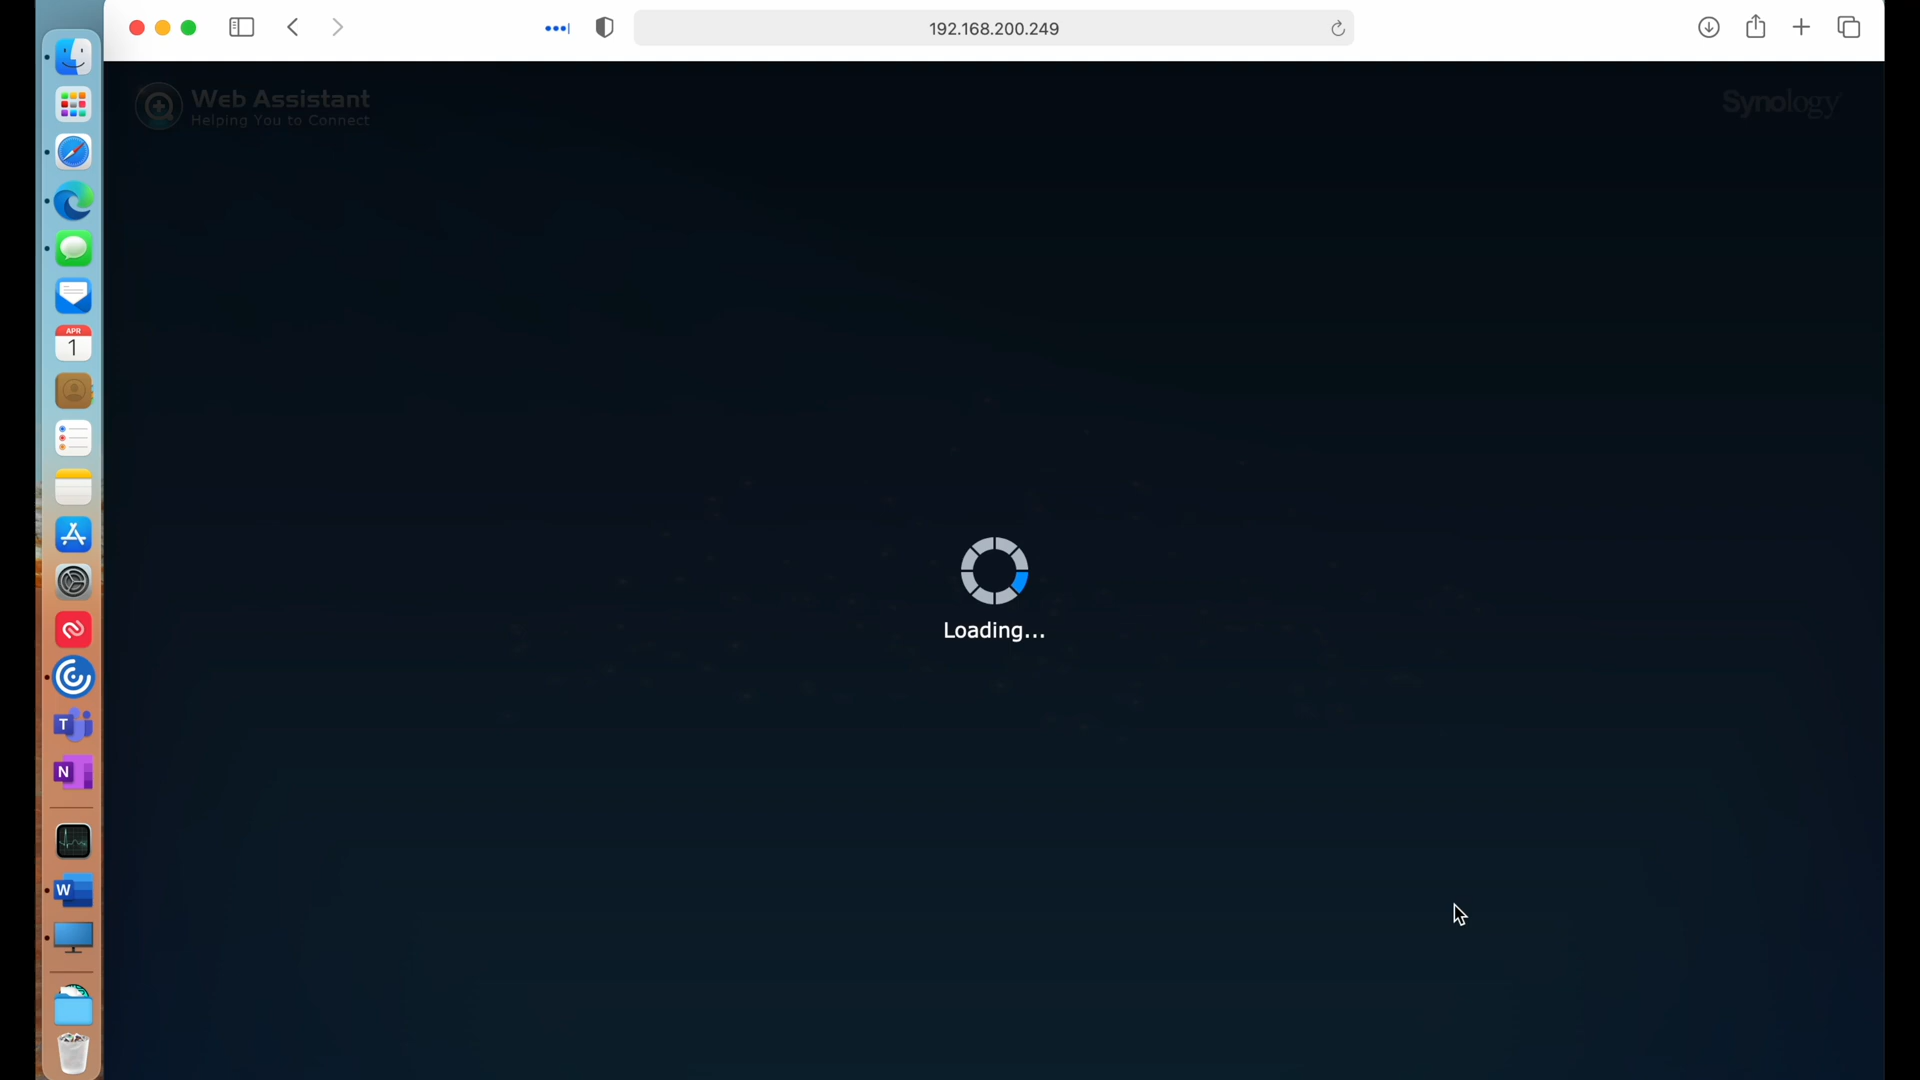 192.168.200.249
Web Assistant
Helping You to Connect
Synology
APR
1
Loading...
T
N
W